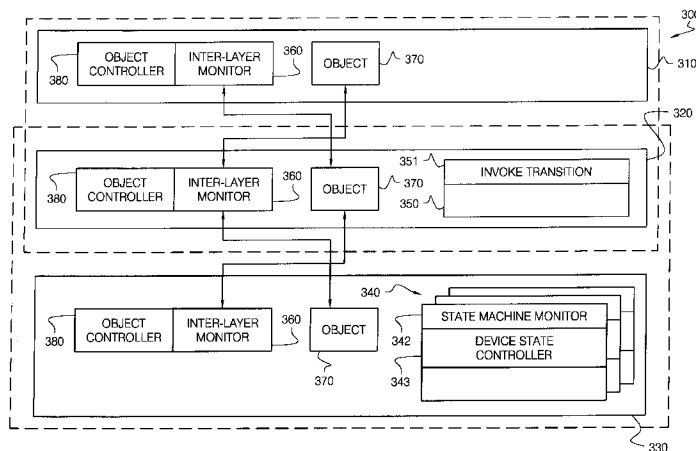 300
OBJECT
CONTROLLER
INTER-LAYER
MONITOR
360
OBJECT
370
380
310
320
OBJECT
CONTROLLER
INTER-LAYER
MONITOR
360
OBJECT
370
380
351
INVOKE TRANSITION
350
340
OBJECT
CONTROLLER
INTER-LAYER
MONITOR
360
OBJECT
370
380
STATE MACHINE MONITOR
342
DEVICE STATE
CONTROLLER
343
330